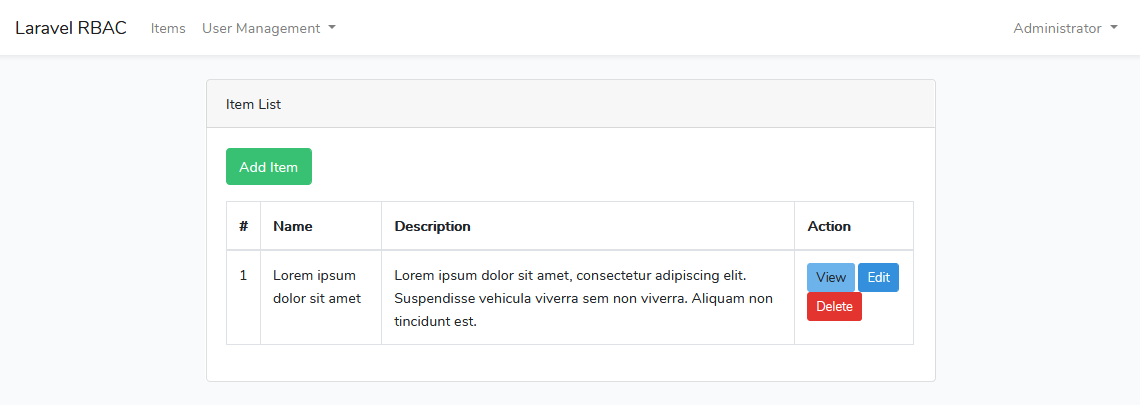 Laravel RBAC Items User Management Administrator
Item List
Add Item
# Name Description Action
1 Lorem ipsum Lorem ipsum dolor sit amet, consectetur adipiscing elit. View Edit
dolor sit amet Suspendisse vehicula viverra sem non viverra. Aliquam non Delete
tincidunt est.